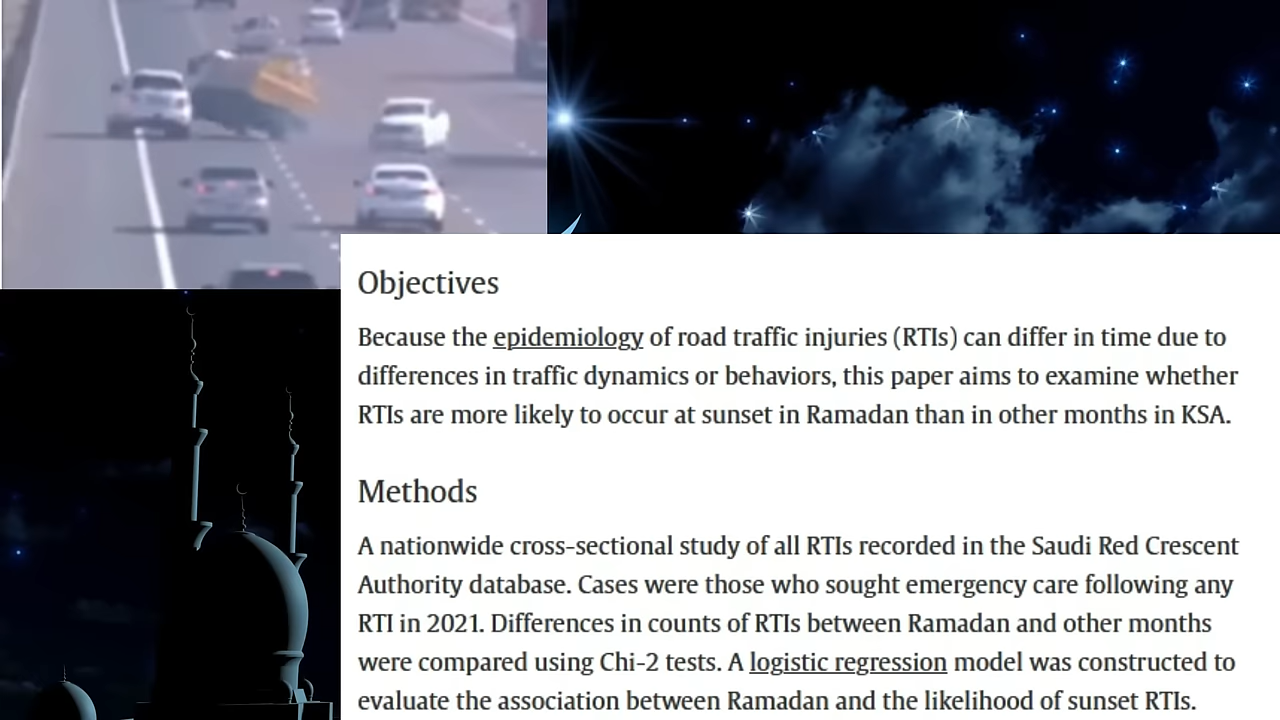 Objectives
Because the epidemiology of road traffic injuries (RTIs) can differ in time due to
differences in traffic dynamics or behaviors, this paper aims to examine whether
RTIs are more likely to occur at sunset in Ramadan than in other months in KSA.
Methods
A nationwide cross-sectional study of all RTIs recorded in the Saudi Red Crescent
Authority database. Cases were those who sought emergency care following any
RTI in 2021. Differences in counts of RTIs between Ramadan and other months
were compared using Chi-2 tests. A logistic regression model was constructed to
evaluate the association between Ramadan and the likelihood of sunset RTIs.